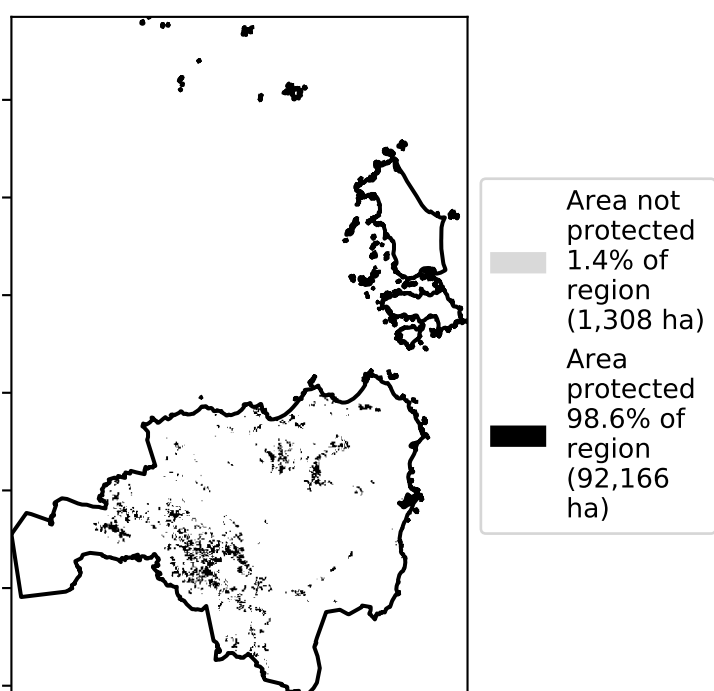 Area not
protected
1.4% of
region
(1,308 ha)
Area
protected
98.6% of
region
(92,166
ha)